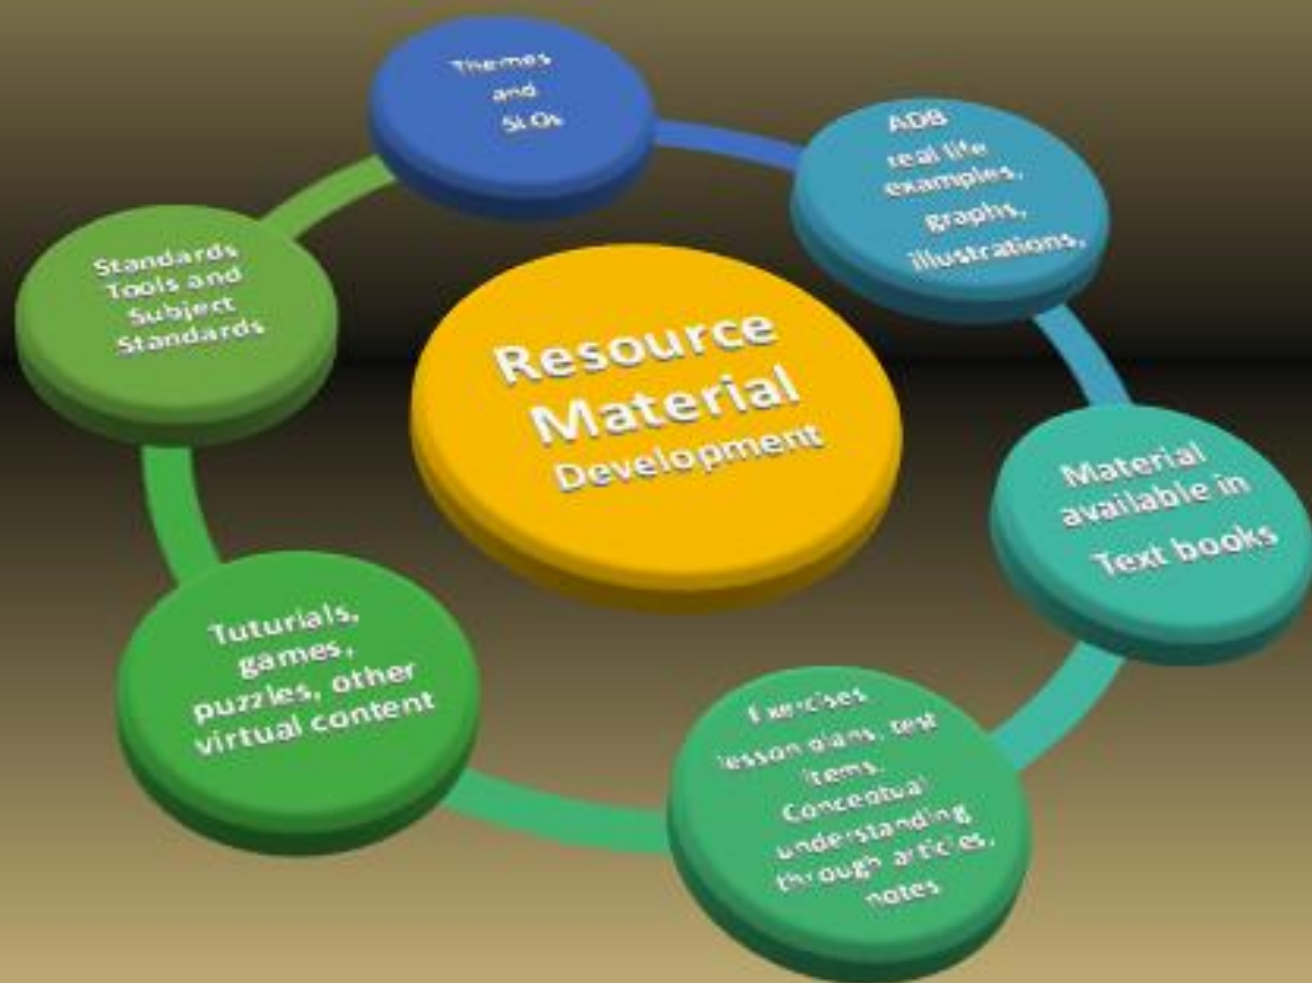 Themes
and
SLOs
ADB
real life
examples,
graphs,
illustrations,
Material
available in
Text books
Exercises
lesson plans, test
items.
Conceptual
understanding
through articles,
notes
Tuturials,
games,
puzzles, other
virtual content
Standards
Tools and
Subject
Standards
Resource
Material
Development